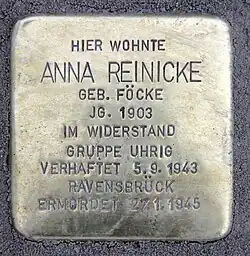 HIER WOHNTE
ANNA REINICKE
GEB. FÖCKE
JG. 1903
IM WIDERSTAND
GRUPPE UHRIG
VERHAFTET 5.9.1943
RAVENSBRÜCK
ERMORDET 27.1.1945